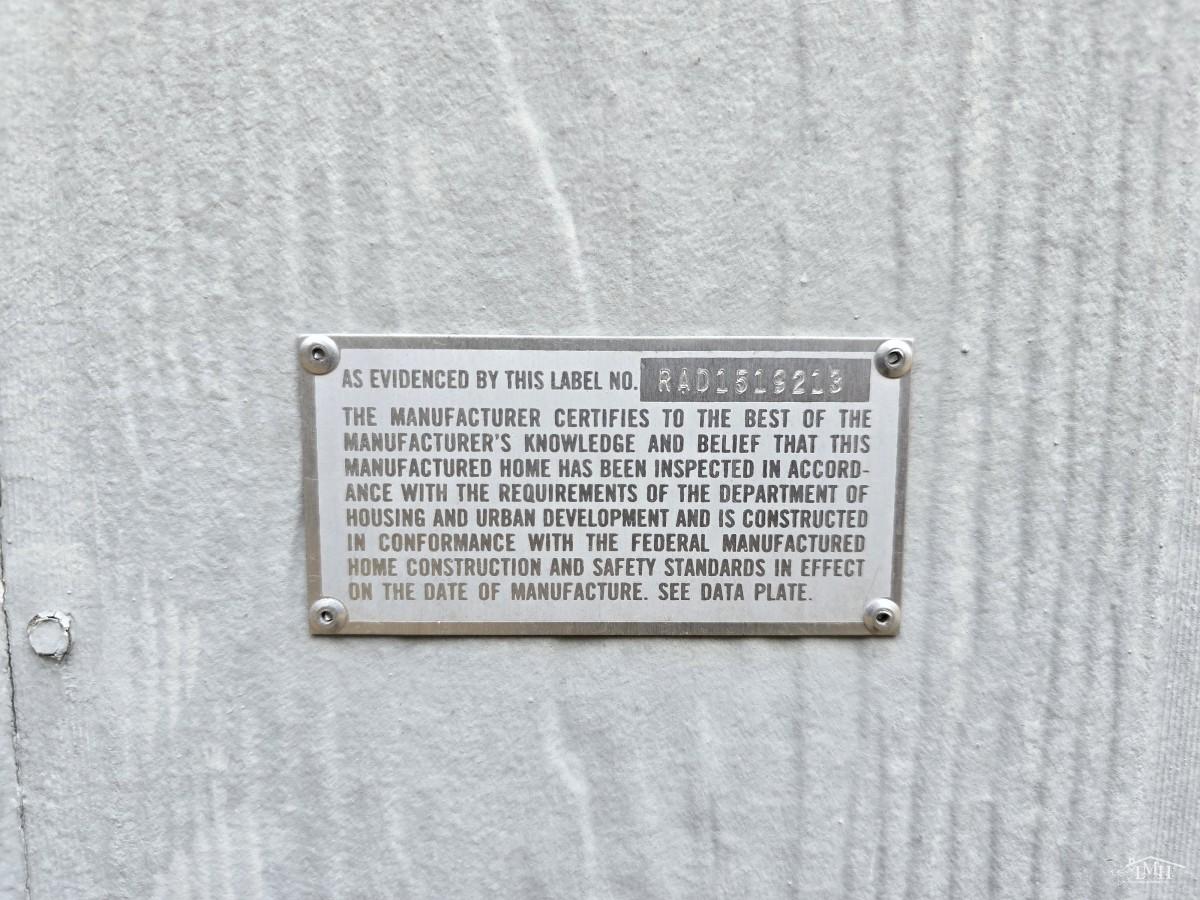 AS EVIDENCED BY THIS LABEL NO. RAD1519213
THE MANUFACTURER CERTIFIES TO THE BEST OF THE
MANUFACTURER'S KNOWLEDGE AND BELIEF THAT THIS
MANUFACTURED HOME HAS BEEN INSPECTED IN ACCORD-
ANCE WITH THE REQUIREMENTS OF THE DEPARTMENT OF
HOUSING AND URBAN DEVELOPMENT AND IS CONSTRUCTED
IN CONFORMANCE WITH THE FEDERAL MANUFACTURED
HOME CONSTRUCTION AND SAFETY STANDARDS IN EFFECT
ON THE DATE OF MANUFACTURE. SEE DATA PLATE.
LMH